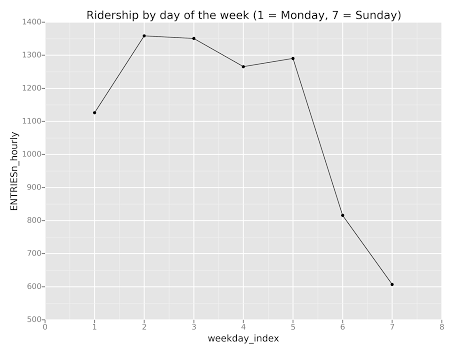 Ridership by day of the week (1 = Monday, 7 = Sunday)
1400
1300
1200
1100
1000
900
800
700
600
500
ENTRIESn_hourly
0 1 2 3 4 5 6 7 8
weekday_index